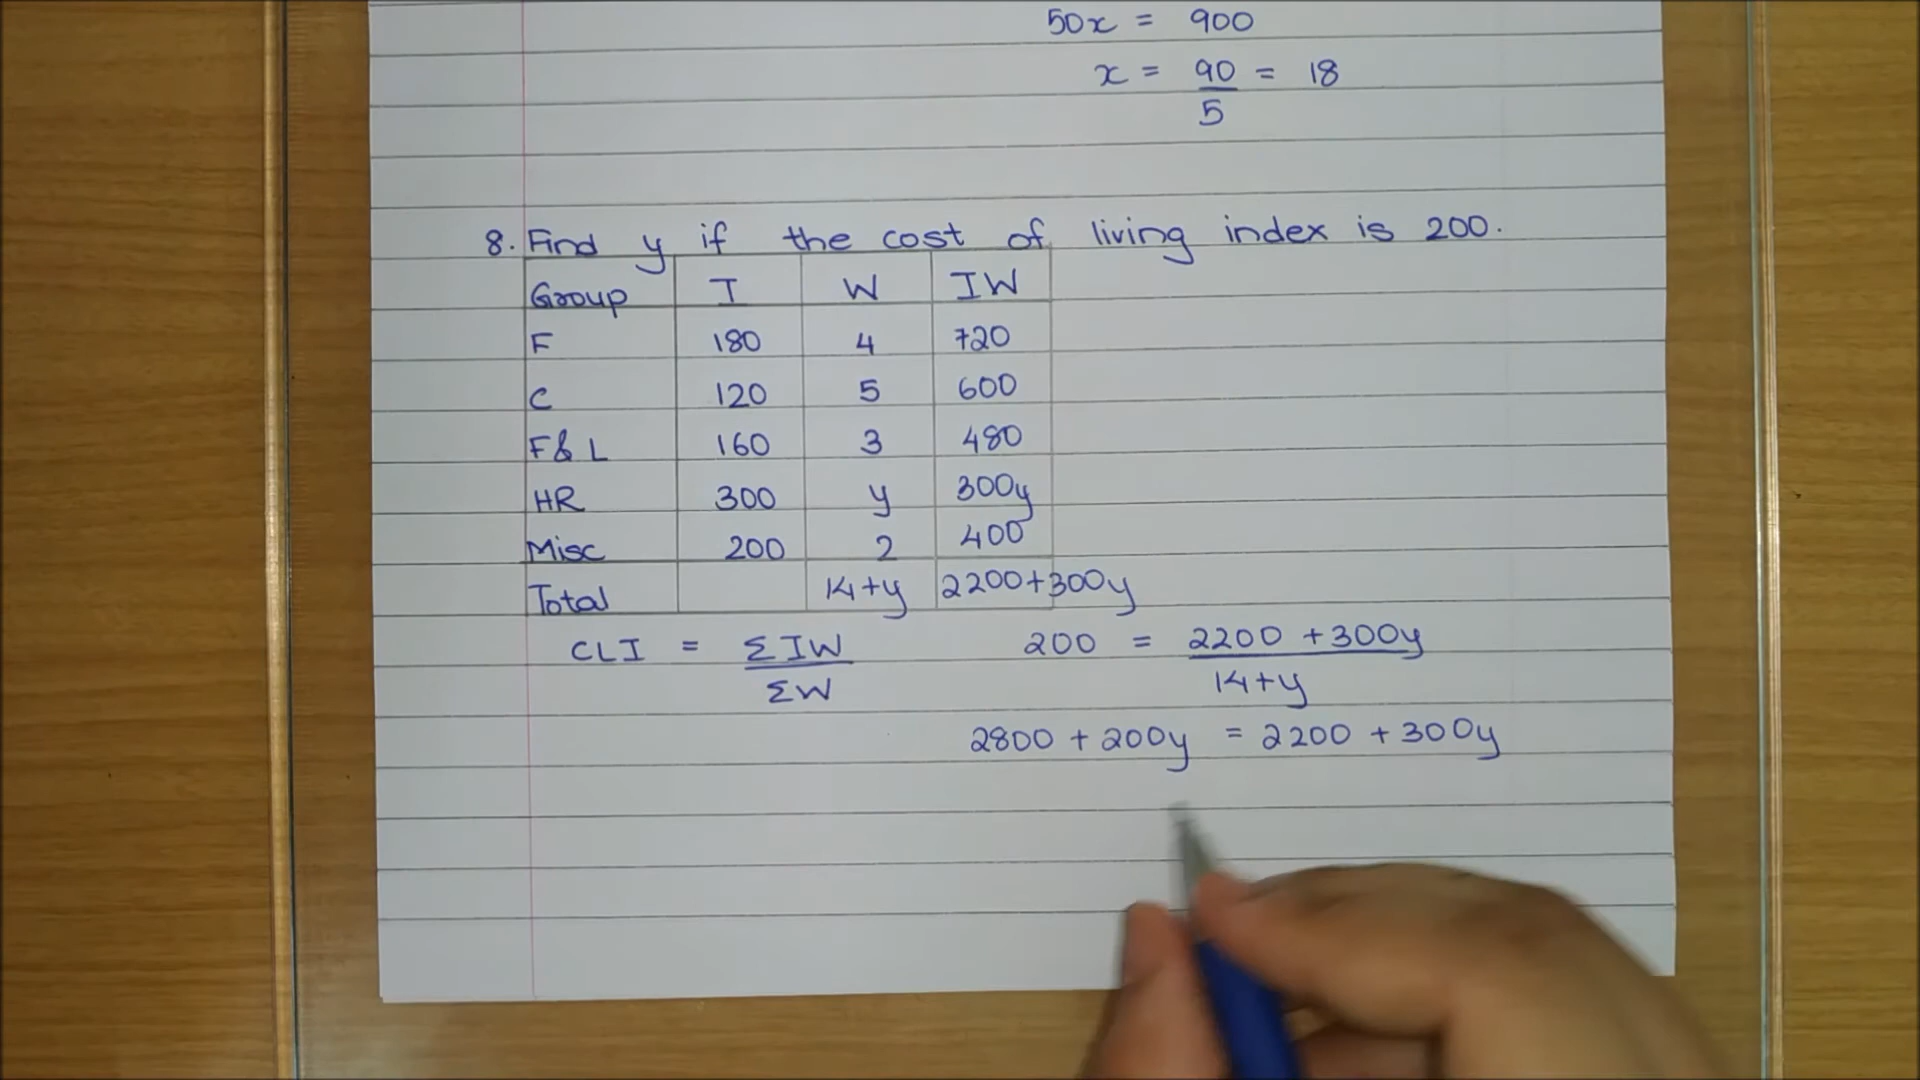 50x = 900
x = 90/5 = 18
8. Find y if the cost of living index is 200.
Group I W IW
F 180 4 720
C 120 5 600
F& L 160 3 480
HR 300 y 300y
Misc 200 2 400
Total 14+y 2200+300y
CLI = ΣIW/ΣW 200 = 2200 +300y/14+y
2800 + 200y = 2200 + 300y